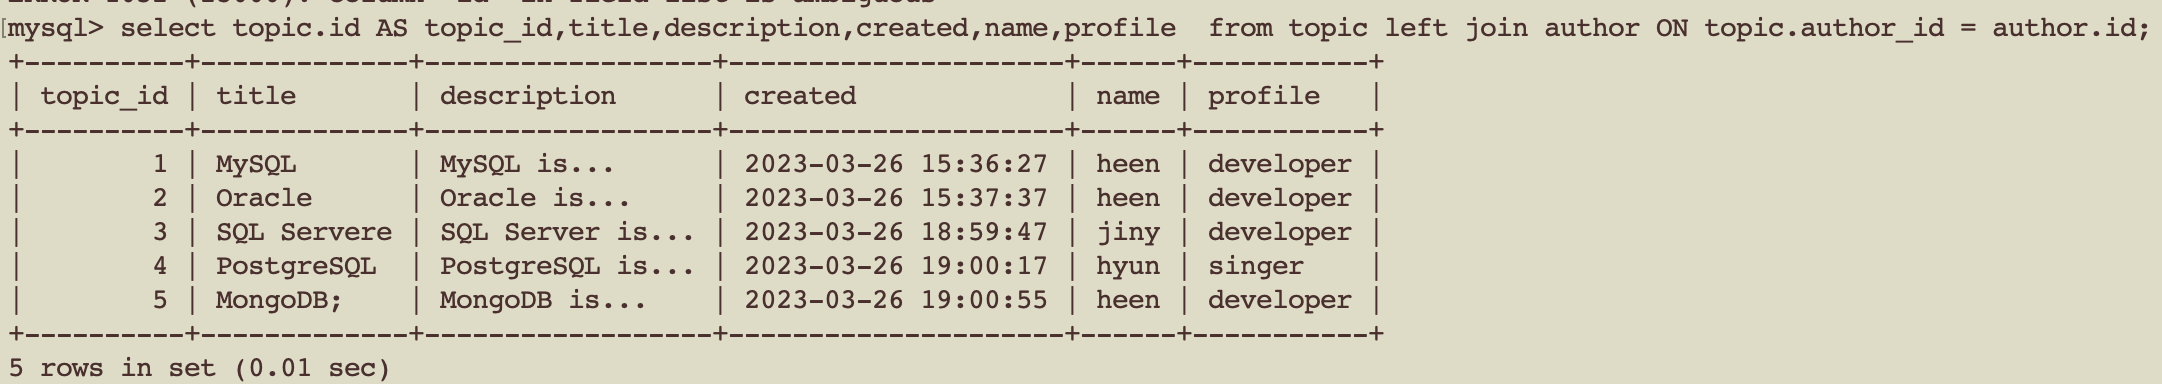 mysql> select topic.id AS topic_id,title,description,created,name,profile  from topic left join author ON topic.author_id = author.id;
+----------+-------------+------------------+---------------------+------+-----------+
| topic_id | title       | description      | created             | name | profile   |
+----------+-------------+------------------+---------------------+------+-----------+
|        1 | MySQL       | MySQL is...      | 2023-03-26 15:36:27 | heen | developer |
|        2 | Oracle      | Oracle is...     | 2023-03-26 15:37:37 | heen | developer |
|        3 | SQL Servere | SQL Server is... | 2023-03-26 18:59:47 | jiny | developer |
|        4 | PostgreSQL  | PostgreSQL is... | 2023-03-26 19:00:17 | hyun | singer    |
|        5 | MongoDB;    | MongoDB is...    | 2023-03-26 19:00:55 | heen | developer |
+----------+-------------+------------------+---------------------+------+-----------+
5 rows in set (0.01 sec)